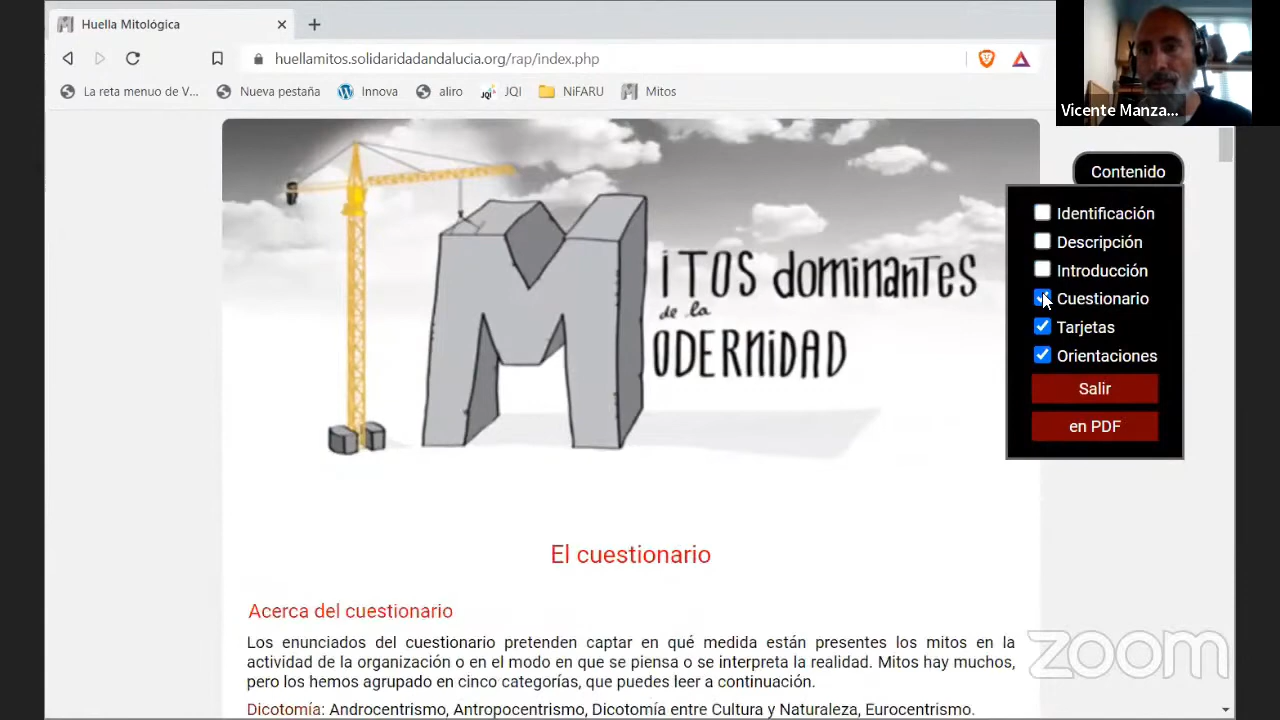 Huella Mitológica
huellamitos.solidaridadandalucia.org/rap/index.php
La reta menuo de V...
Nueva pestaña
Innova
aliro
JQI
JQI
NiFARU
Mitos
Vicente Manza...
Contenido
Identificación
Descripción
Introducción
Cuestionario
Tarjetas
Orientaciones
Salir
en PDF
MITOS dominantes
de la
MODERNIDAD
El cuestionario
Acerca del cuestionario
Los enunciados del cuestionario pretenden captar en qué medida están presentes los mitos en la
actividad de la organización o en el modo en que se piensa o se interpreta la realidad. Mitos hay muchos,
pero los hemos agrupado en cinco categorías, que puedes leer a continuación.
Dicotomía: Androcentrismo, Antropocentrismo, Dicotomía entre Cultura y Naturaleza, Eurocentrismo.
zoom